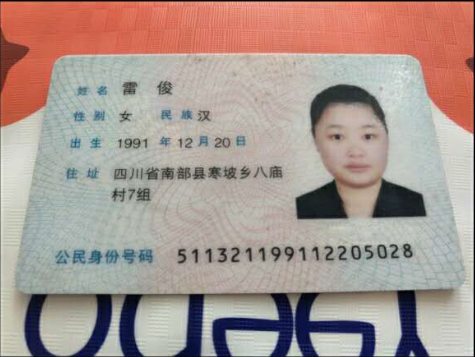 姓名 雷俊
性别 女 民族 汉
出生 1991 年 12 月 20 日
住址 四川省南部县寒坡乡八庙
村7组
公民身份号码 511321199112205028